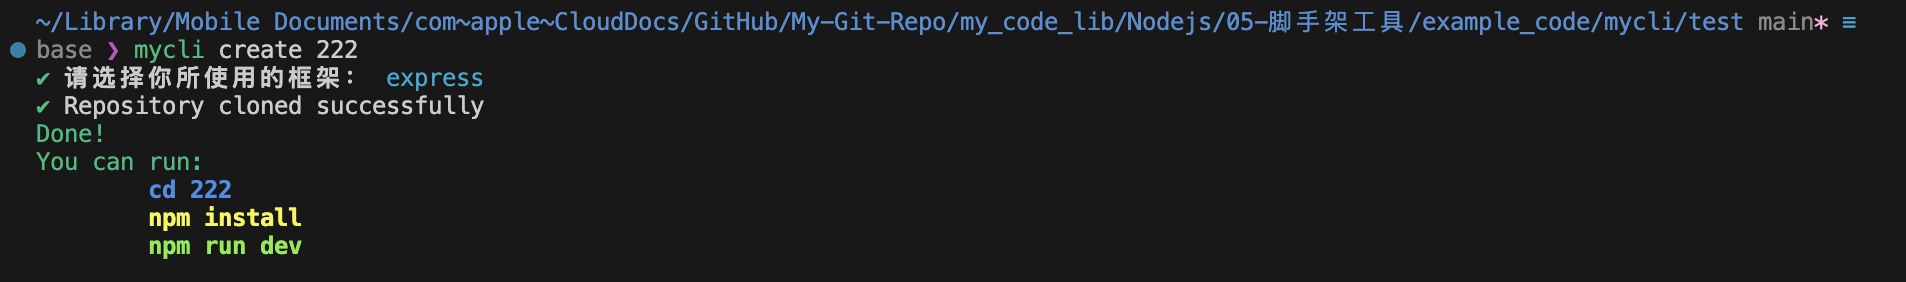 ~/Library/Mobile Documents/com~apple~CloudDocs/GitHub/My-Git-Repo/my_code_lib/Nodejs/05-脚手架工具/example_code/mycli/test main* ≡
base ❯ mycli create 222
✔ 请选择你所使用的框架： express
✔ Repository cloned successfully
Done!
You can run:
cd 222
npm install
npm run dev